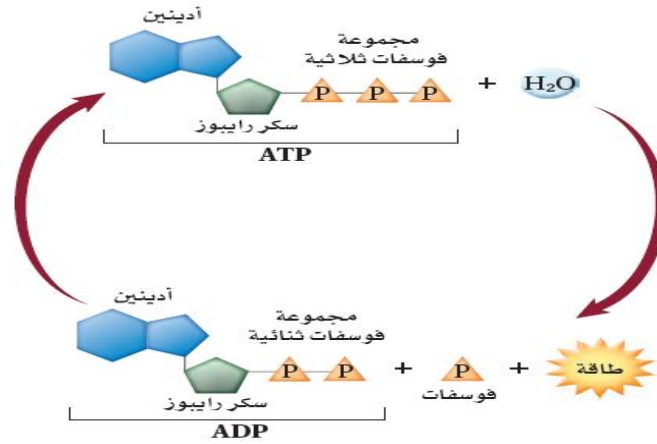 أدينين
مجموعة
فوسفات ثلاثية
P P P + H₂O
سكر رايبوز
ATP
أدينين
مجموعة
فوسفات ثنائية
P P + P + طاقة
فوسفات
سكر رايبوز
ADP